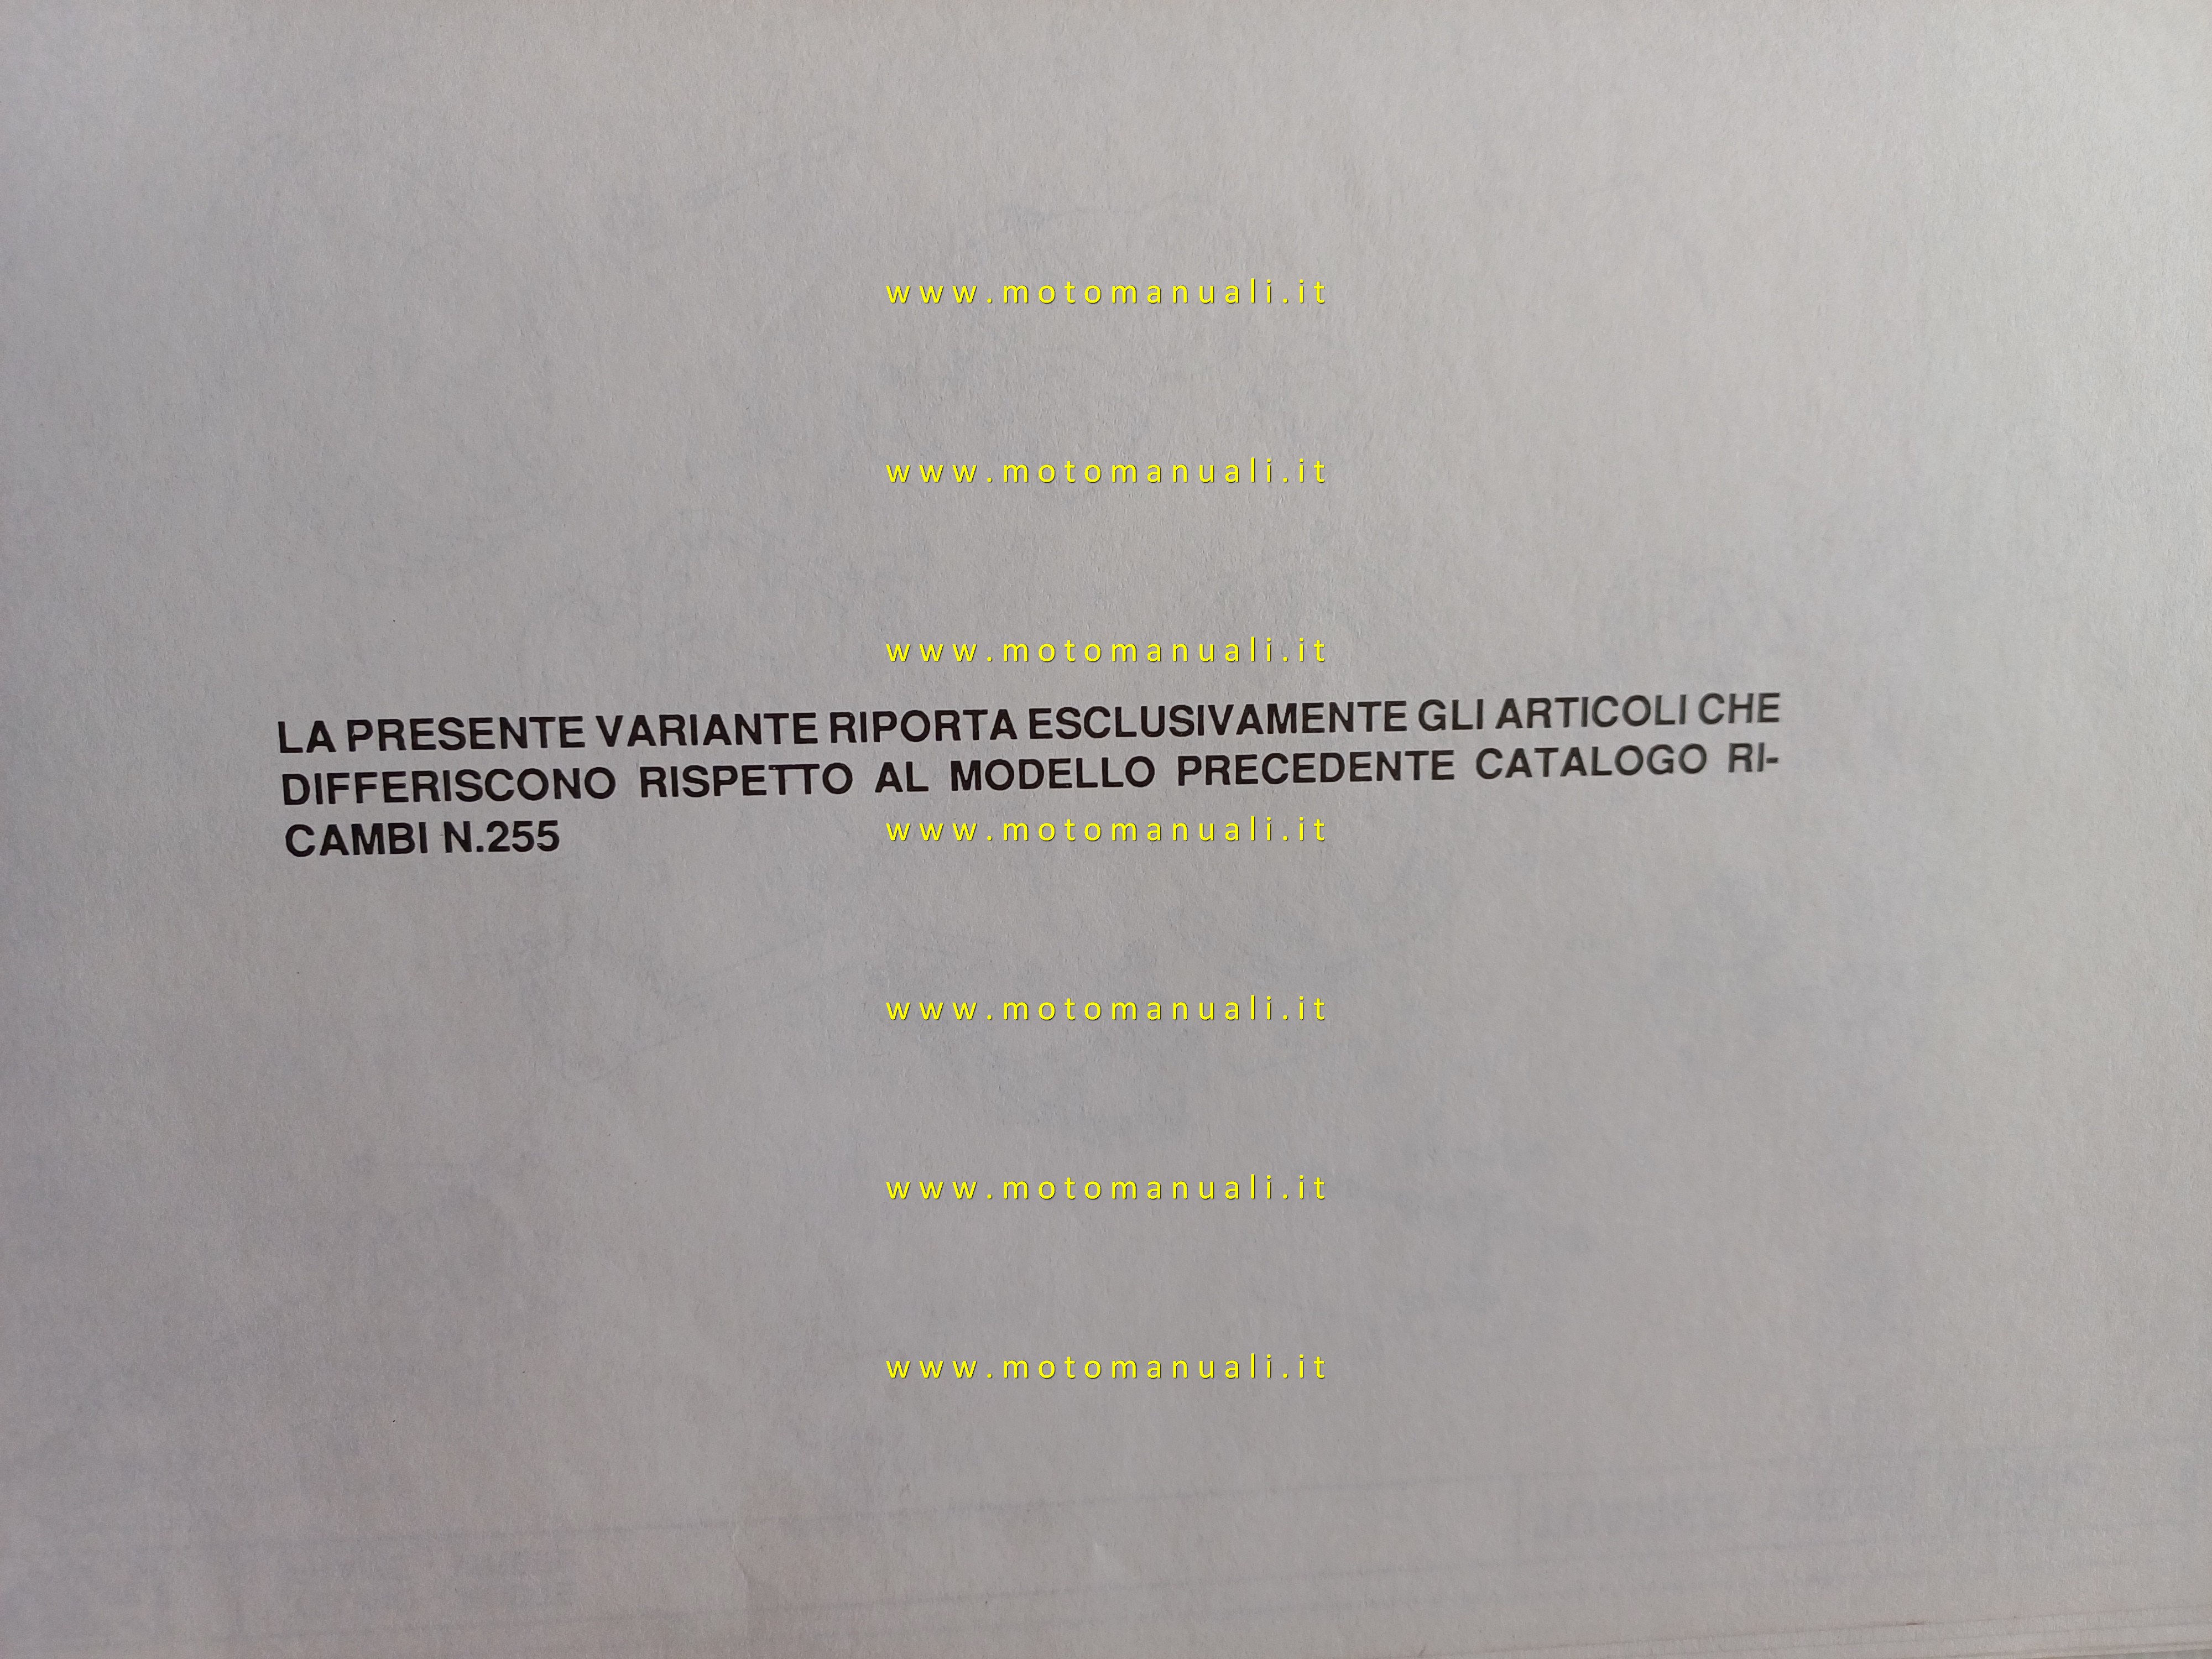 www.motomanuali.it
www.motomanuali.it
www.motomanuali.it
LA PRESENTE VARIANTE RIPORTA ESCLUSIVAMENTE GLI ARTICOLI CHE
DIFFERISCONO RISPETTO AL MODELLO PRECEDENTE CATALOGO RI-
CAMBI N.255
www.motomanuali.it
www.motomanuali.it
www.motomanuali.it
www.motomanuali.it